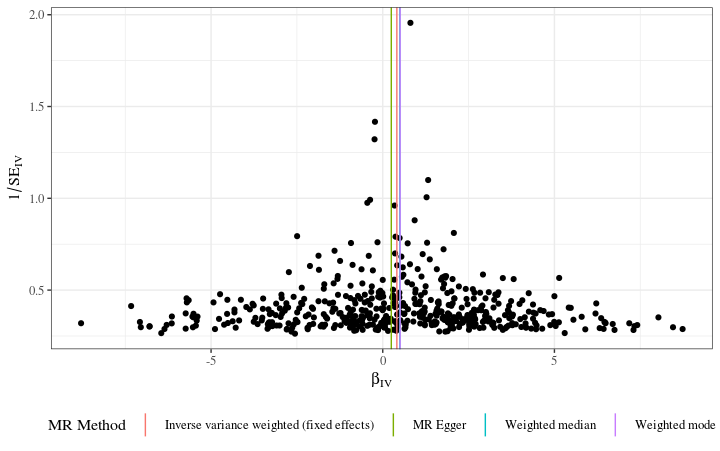 2.0
1.5
1.0
0.5
1/SE_IV
-5
0
5
β_IV
MR Method
Inverse variance weighted (fixed effects)
MR Egger
Weighted median
Weighted mode